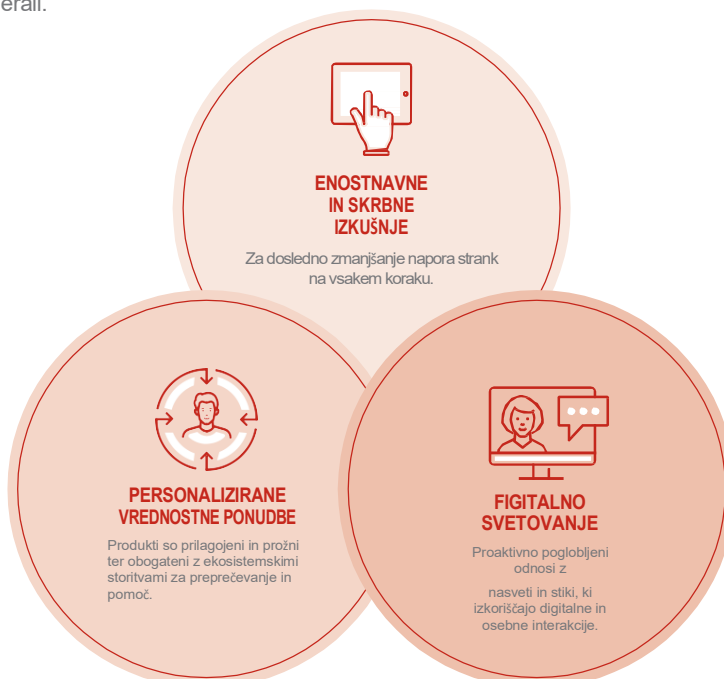 erali.
ENOSTNAVNE
IN SKRBNE
IZKUŠNJE
Za dosledno zmanjšanje napora strank
na vsakem koraku.
PERSONALIZIRANE
VREDNOSTNE PONUDBE
Produkti so prilagojeni in prožni
ter obogateni z ekosistemskimi
storitvami za preprečevanje in
pomoč.
FIGITALNO
SVETOVANJE
Proaktivno poglobljeni
odnosi z
nasveti in stiki, ki
izkoriščajo digitalne in
osebne interakcije.